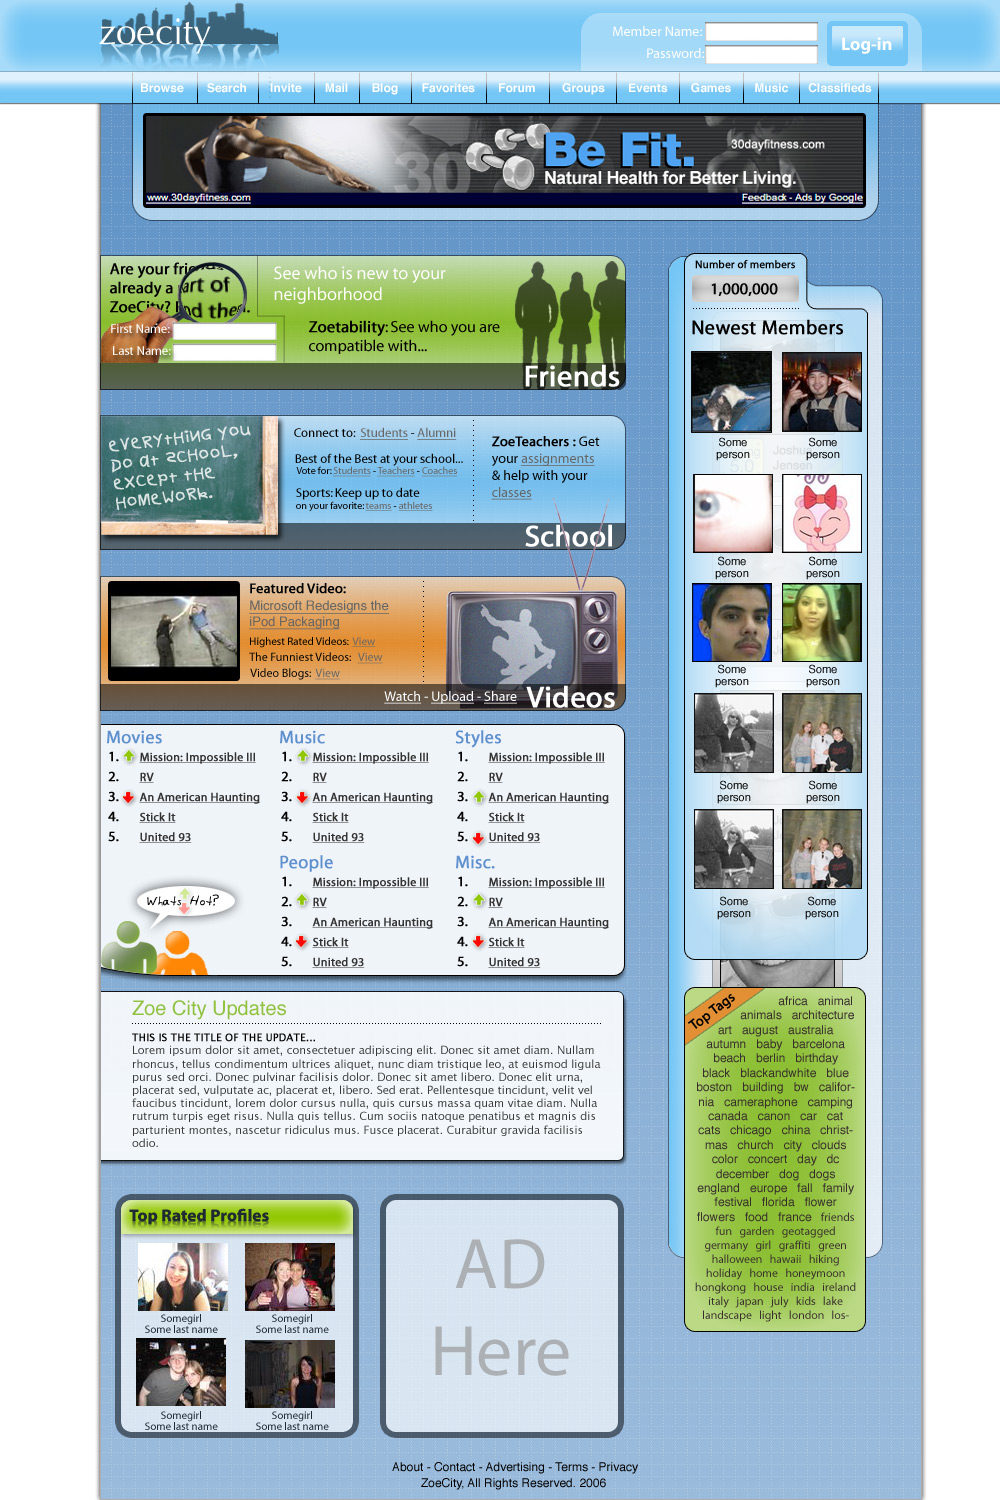 zoecity
Member Name:
Password:
Log-in
Browse Search Invite Mail Blog Favorites Forum Groups Events Games Music Classifieds
30
Be Fit.
30dayfitness.com
Natural Health for Better Living.
www.30dayfitness.com
Feedback - Ads by Google
Are your
already a part of
ZoeCity?
First Name:
Last Name:
See who is new to your
neighborhood
Zoetability: See who you are
compatible with...
Friends
EVERYTHING YOU
DO AT SCHOOL,
EXCEPT THE
HOMEWORK.
Connect to: Students - Alumni
Best of the Best at your school...
Vote for: Students - Teachers - Coaches
Sports: Keep up to date
on your favorite: teams - athletes
ZoeTeachers : Get
your assignments
& help with your
classes
School
Featured Video:
Microsoft Redesigns the
iPod Packaging
Highest Rated Videos: View
The Funniest Videos: View
Video Blogs: View
Watch - Upload - Share
Videos
Movies
1. Mission: Impossible III
2. RV
3. An American Haunting
4. Stick It
5. United 93
Music
1. Mission: Impossible III
2. RV
3. An American Haunting
4. Stick It
5. United 93
Styles
1. Mission: Impossible III
2. RV
3. An American Haunting
4. Stick It
5. United 93
Whats Hot?
People
1. Mission: Impossible III
2. RV
3. An American Haunting
4. Stick It
5. United 93
Misc.
1. Mission: Impossible III
2. RV
3. An American Haunting
4. Stick It
5. United 93
Zoe City Updates
THIS IS THE TITLE OF THE UPDATE...
Lorem ipsum dolor sit amet, consectetuer adipiscing elit. Donec sit amet diam. Nullam
rhoncus, tellus condimentum ultrices aliquet, nunc diam tristique leo, at euismod ligula
purus sed orci. Donec pulvinar facilisis dolor. Donec sit amet libero. Donec elit urna,
placerat sed, vulputate ac, placerat et, libero. Sed erat. Pellentesque tincidunt, velit vel
faucibus tincidunt, lorem dolor cursus nulla, quis cursus massa quam vitae diam. Nulla
rutrum turpis eget risus. Nulla quis tellus. Cum sociis natoque penatibus et magnis dis
parturient montes, nascetur ridiculus mus. Fusce placerat. Curabitur gravida facilisis
odio.
Top Rated Profiles
Somegirl
Some last name
Somegirl
Some last name
Somegirl
Some last name
Somegirl
Some last name
AD
Here
Number of members
1,000,000
Newest Members
Some
person
Some
person
Joshua
Jensen
Some
person
Some
person
Some
person
Some
person
Some
person
Some
person
Some
person
Some
person
Top Tags
africa animal
animals architecture
art august australia
autumn baby barcelona
beach berlin birthday
black blackandwhite blue
boston building bw califor-
nia cameraphone camping
canada canon car cat
cats chicago china christ-
mas church city clouds
color concert day dc
december dog dogs
england europe fall family
festival florida flower
flowers food france friends
fun garden geotagged
germany girl graffiti green
halloween hawaii hiking
holiday home honeymoon
hongkong house india ireland
italy japan july kids lake
landscape light london los-
About - Contact - Advertising - Terms - Privacy
ZoeCity, All Rights Reserved. 2006